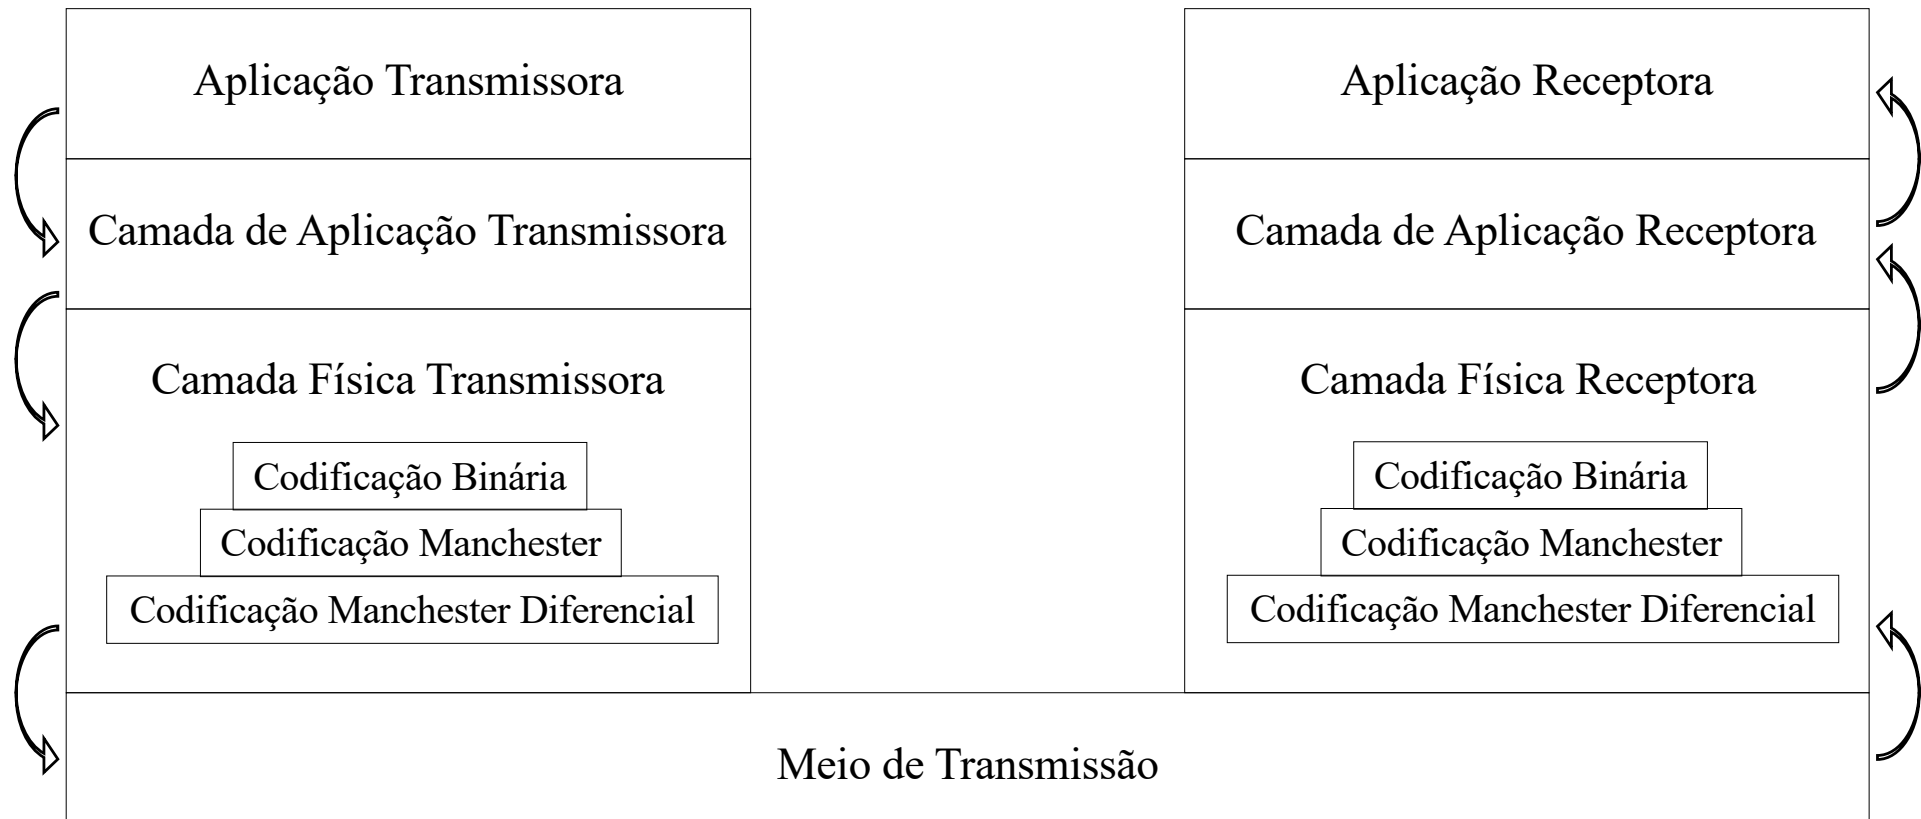 Aplicação Transmissora
Camada de Aplicação Transmissora
Camada Física Transmissora
Codificação Binária
Codificação Manchester
Codificação Manchester Diferencial
Aplicação Receptora
Camada de Aplicação Receptora
Camada Física Receptora
Codificação Binária
Codificação Manchester
Codificação Manchester Diferencial
Meio de Transmissão